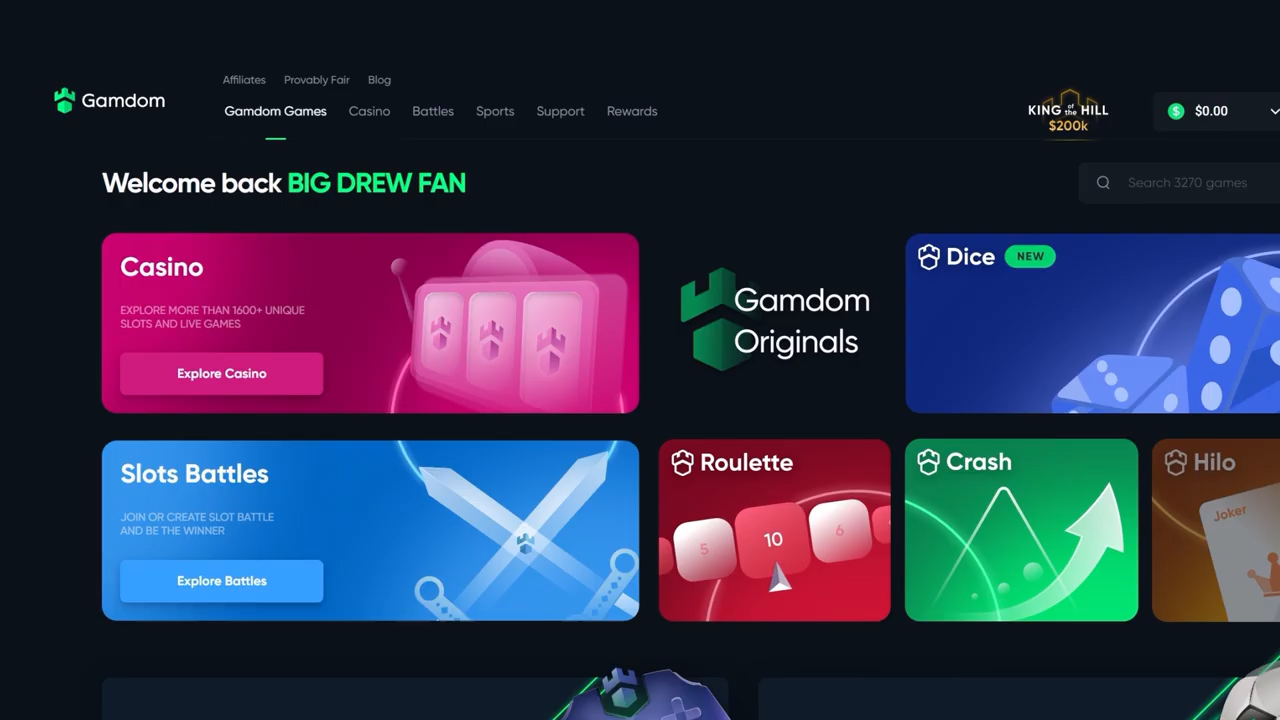 Affiliates Provably Fair Blog
Gamdom
Gamdom Games Casino Battles Sports Support Rewards
KING of the HILL
$200k
$ $0.00
Welcome back BIG DREW FAN
Search 3270 games
Casino
EXPLORE MORE THAN 1600+ UNIQUE
SLOTS AND LIVE GAMES
Explore Casino
Gamdom
Originals
Dice NEW
Slots Battles
JOIN OR CREATE SLOT BATTLE
AND BE THE WINNER
Explore Battles
Roulette
5 10 6
Crash
Hilo
Joker